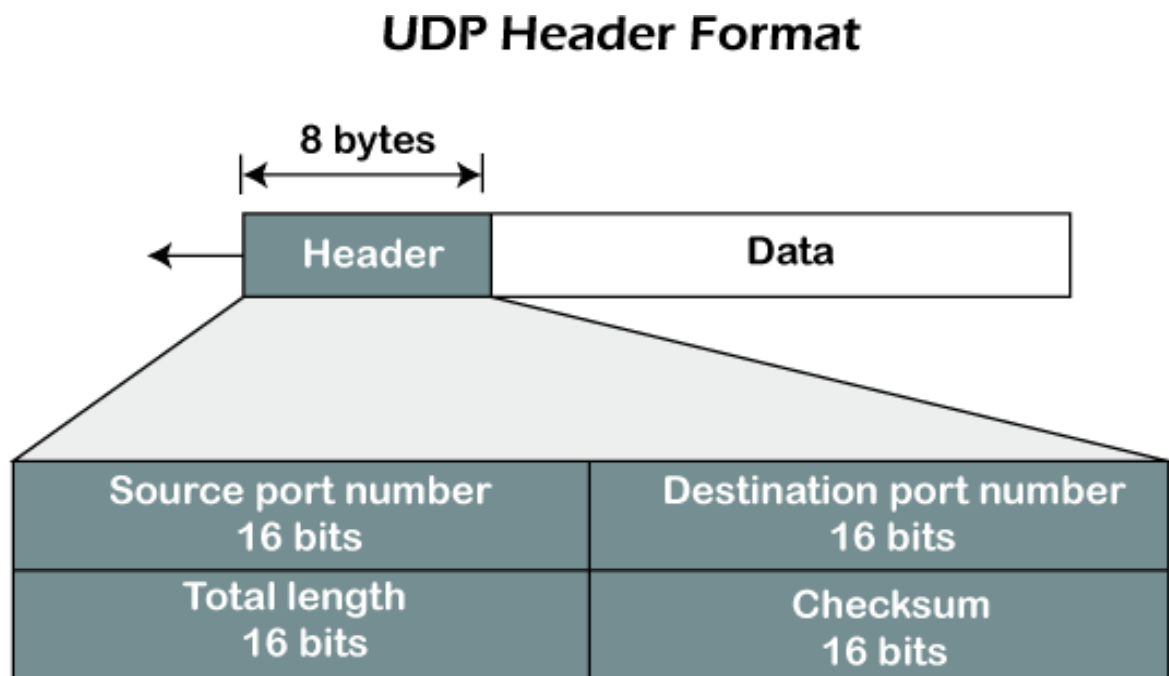 UDP Header Format
8 bytes
Header
Data
Source port number
16 bits
Destination port number
16 bits
Total length
16 bits
Checksum
16 bits